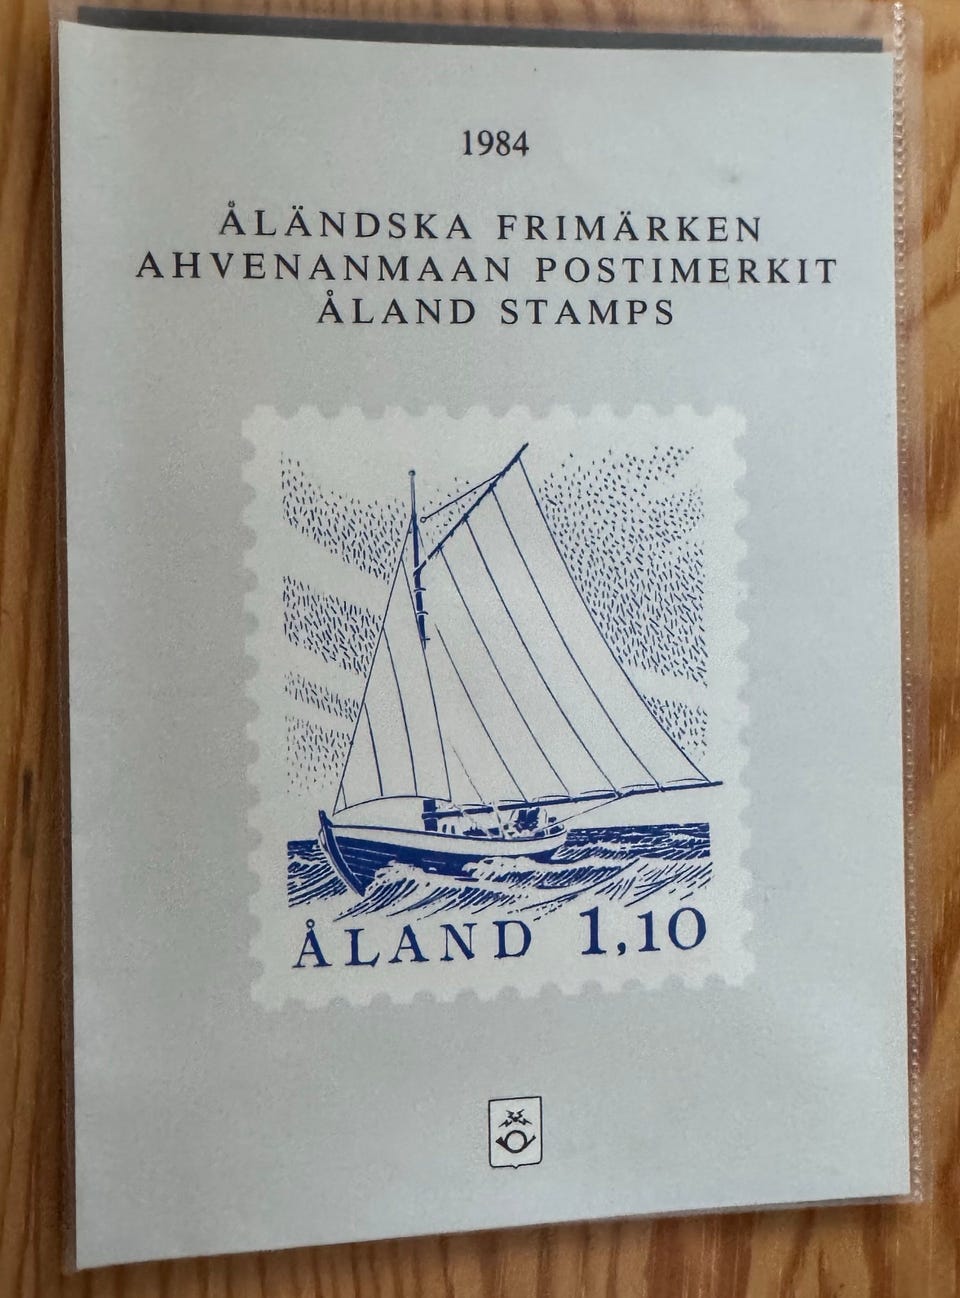 1984
ÅLÄNDSKA FRIMÄRKEN
AHVENANMAAN POSTIMERKIT
ÅLAND STAMPS
ÅLAND 1,10